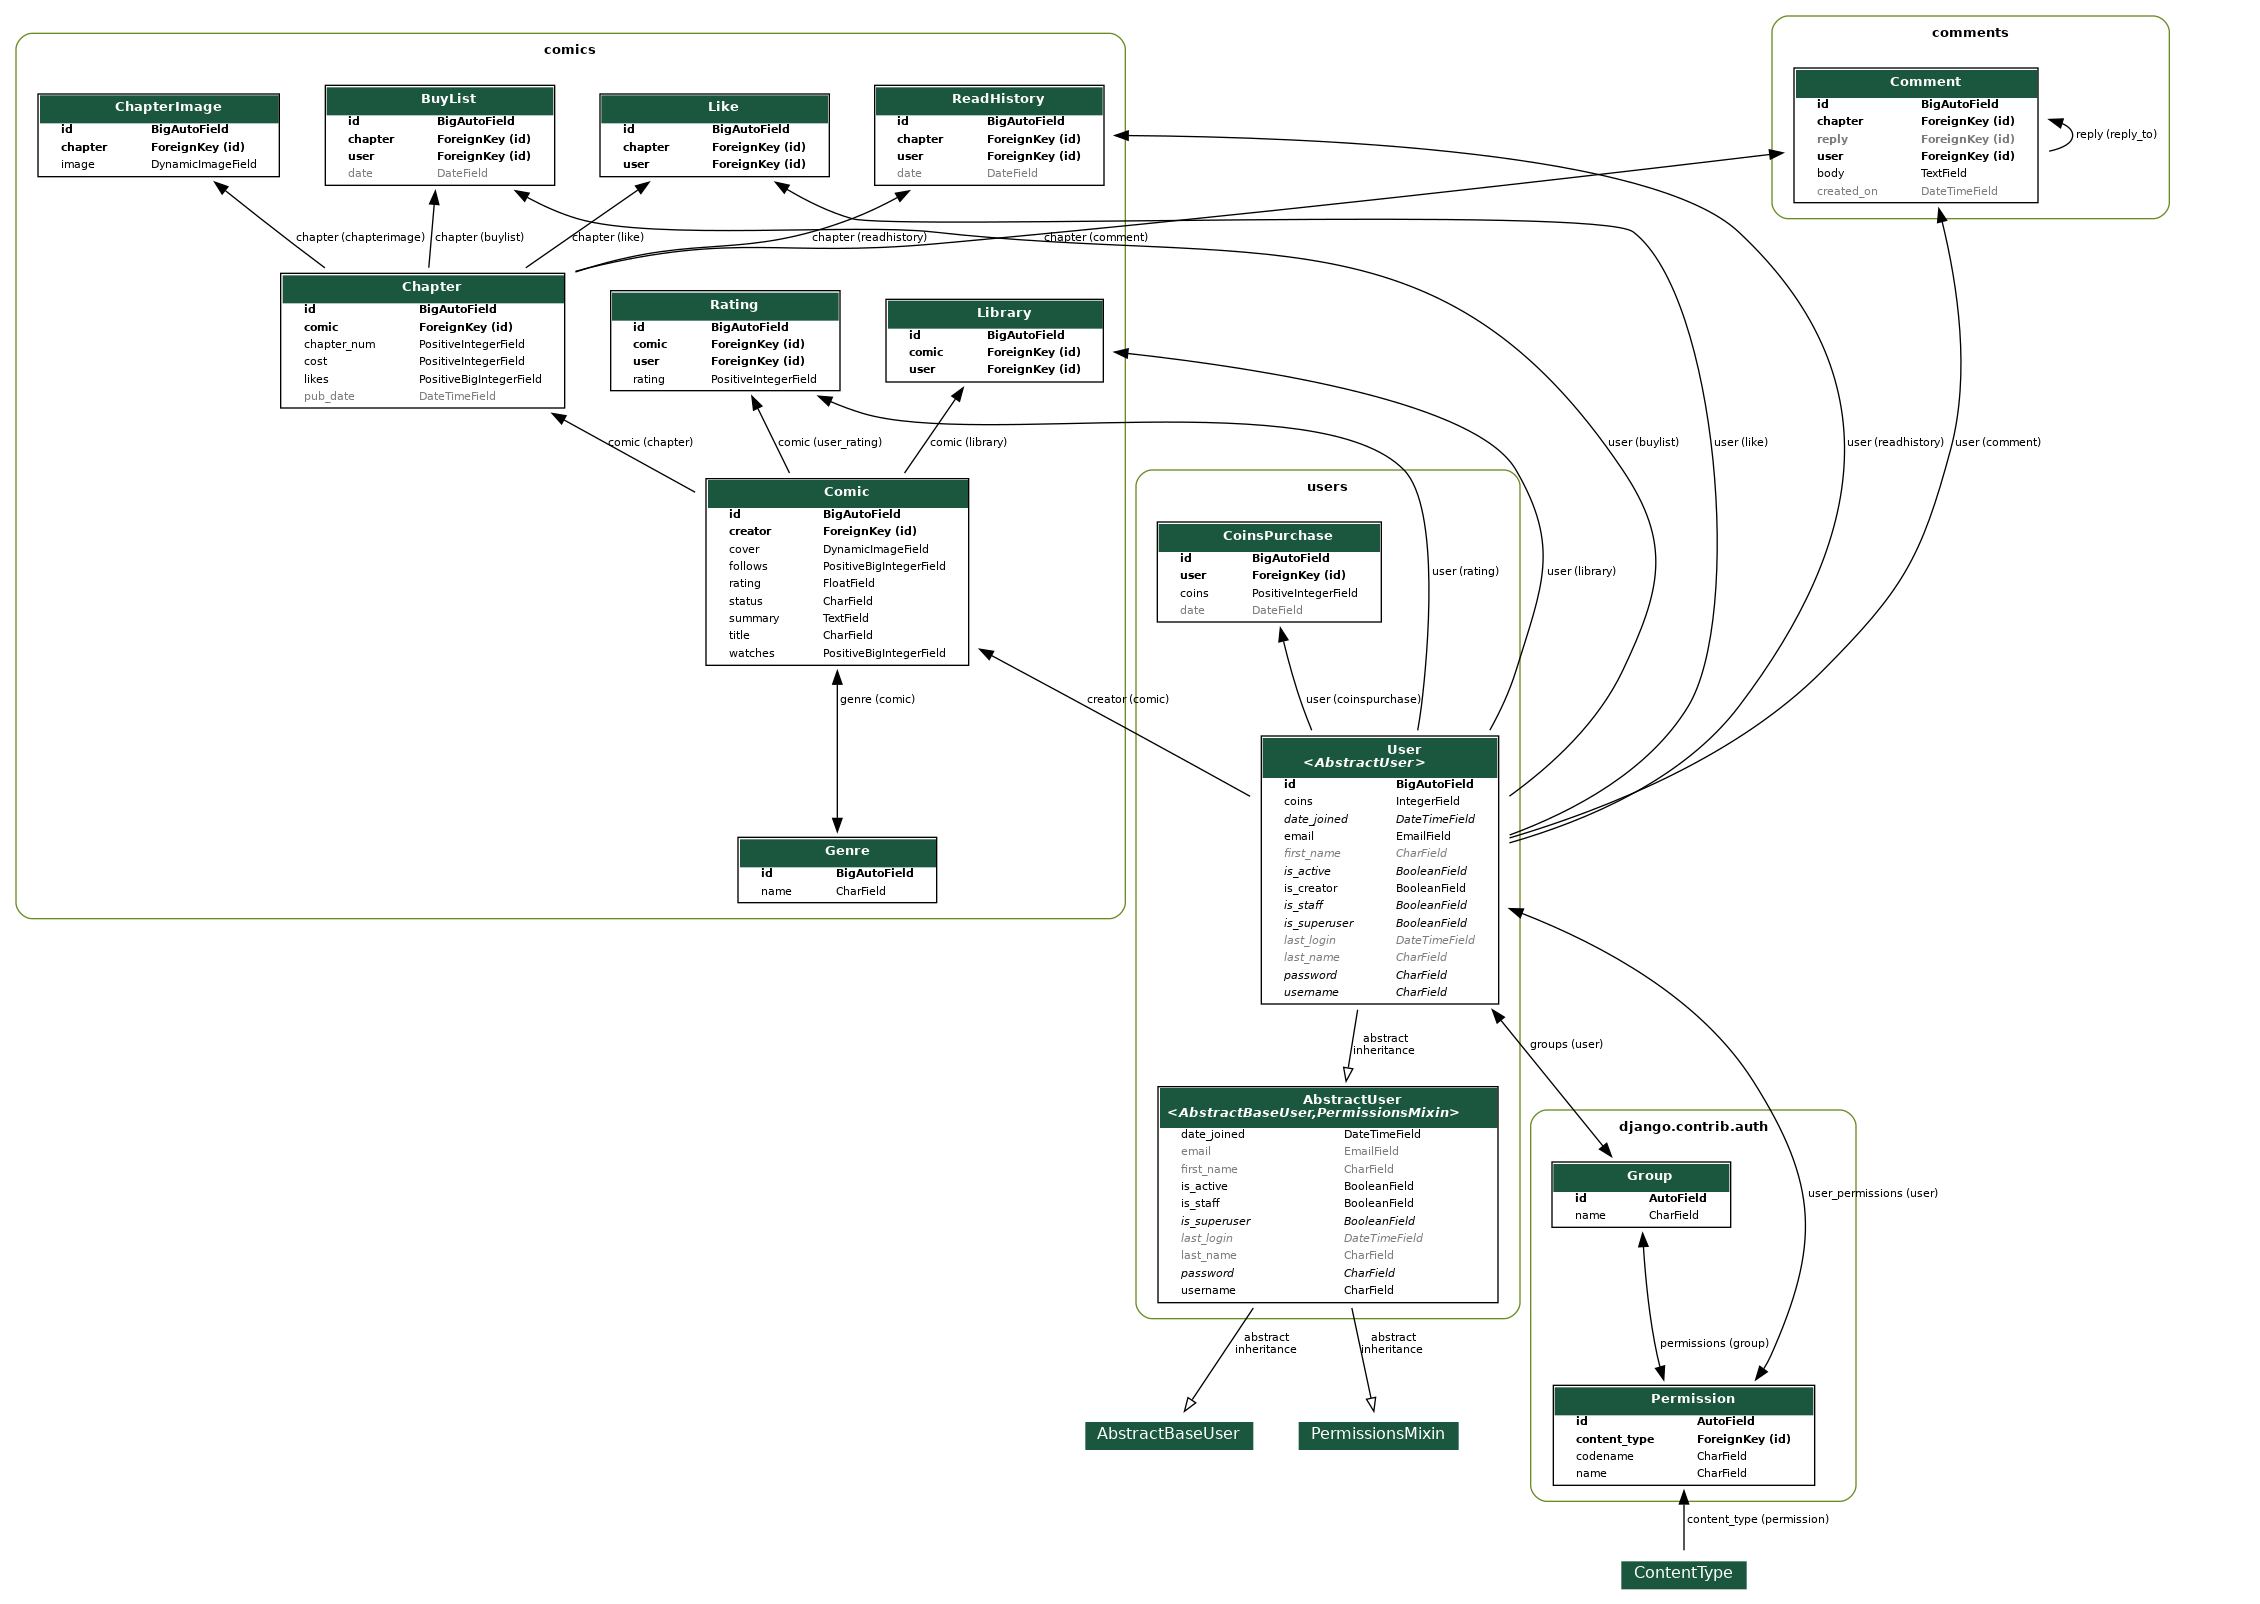 comics
ChapterImage
id BigAutoField
chapter ForeignKey (id)
image DynamicImageField
BuyList
id BigAutoField
chapter ForeignKey (id)
user ForeignKey (id)
date DateField
Like
id BigAutoField
chapter ForeignKey (id)
user ForeignKey (id)
ReadHistory
id BigAutoField
chapter ForeignKey (id)
user ForeignKey (id)
date DateField
comments
Comment
id BigAutoField
chapter ForeignKey (id)
reply ForeignKey (id)
user ForeignKey (id)
body TextField
created_on DateTimeField
reply (reply_to)
chapter (chapterimage)
chapter (buylist)
chapter (like)
chapter (readhistory)
chapter (comment)
Chapter
id BigAutoField
comic ForeignKey (id)
chapter_num PositiveIntegerField
cost PositiveIntegerField
likes PositiveBigIntegerField
pub_date DateTimeField
Rating
id BigAutoField
comic ForeignKey (id)
user ForeignKey (id)
rating PositiveIntegerField
Library
id BigAutoField
comic ForeignKey (id)
user ForeignKey (id)
comic (chapter)
comic (user_rating)
comic (library)
user (buylist)
user (like)
user (readhistory)
user (comment)
Comic
id BigAutoField
creator ForeignKey (id)
cover DynamicImageField
follows PositiveBigIntegerField
rating FloatField
status CharField
summary TextField
title CharField
watches PositiveBigIntegerField
users
CoinsPurchase
id BigAutoField
user ForeignKey (id)
coins PositiveIntegerField
date DateField
user (rating)
user (library)
genre (comic)
creator (comic)
user (coinspurchase)
Genre
id BigAutoField
name CharField
User
<AbstractUser>
id BigAutoField
coins IntegerField
date_joined DateTimeField
email EmailField
first_name CharField
is_active BooleanField
is_creator BooleanField
is_staff BooleanField
is_superuser BooleanField
last_login DateTimeField
last_name CharField
password CharField
username CharField
abstract
inheritance
groups (user)
AbstractUser
<AbstractBaseUser,PermissionsMixin>
date_joined DateTimeField
email EmailField
first_name CharField
is_active BooleanField
is_staff BooleanField
is_superuser BooleanField
last_login DateTimeField
last_name CharField
password CharField
username CharField
django.contrib.auth
Group
id AutoField
name CharField
user_permissions (user)
abstract
inheritance
abstract
inheritance
permissions (group)
AbstractBaseUser
PermissionsMixin
Permission
id AutoField
content_type ForeignKey (id)
codename CharField
name CharField
content_type (permission)
ContentType